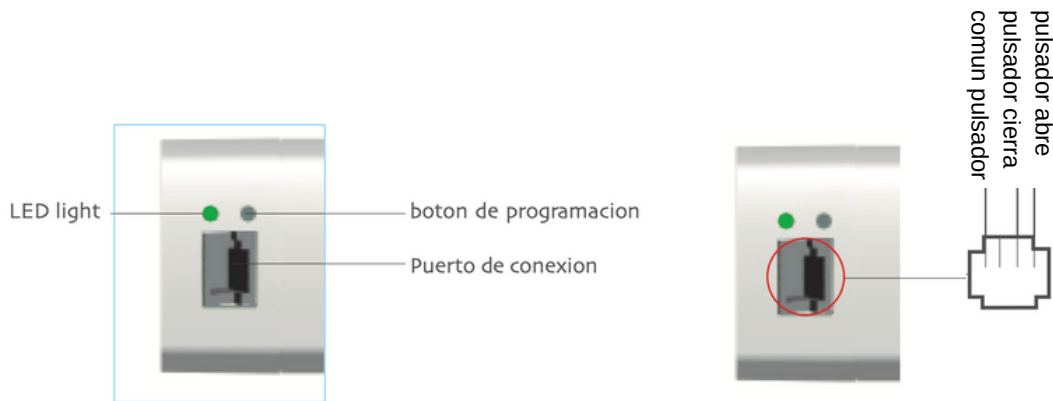 LED light
boton de programacion
Puerto de conexion
pulsador abre
pulsador cierra
comun pulsador